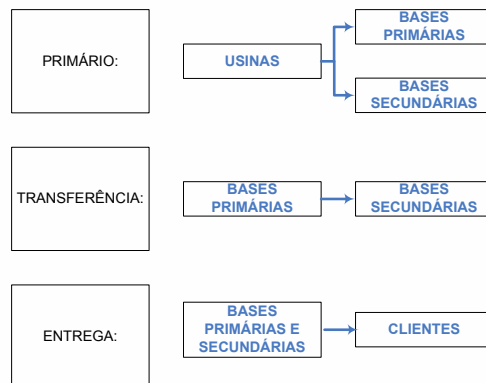 PRIMÁRIO:
USINAS
BASES
PRIMÁRIAS
BASES
SECUNDÁRIAS
TRANSFERÊNCIA:
BASES
PRIMÁRIAS
BASES
SECUNDÁRIAS
ENTREGA:
BASES
PRIMÁRIAS E
SECUNDÁRIAS
CLIENTES